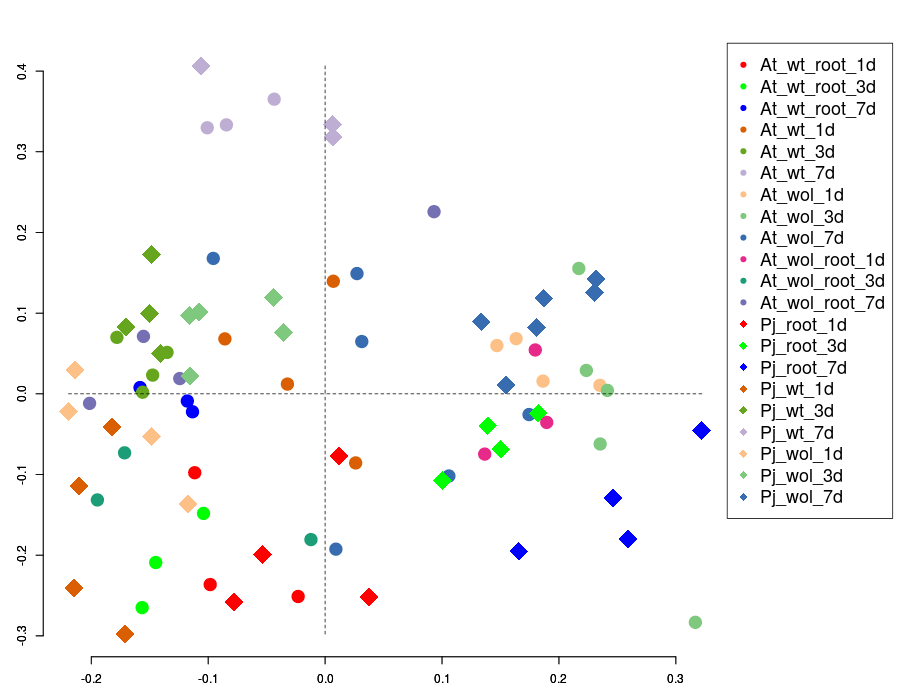 0.4
0.3
0.2
0.1
0.0
-0.1
-0.2
-0.3
-0.2
-0.1
0.0
0.1
0.2
0.3
At_wt_root_1d
At_wt_root_3d
At_wt_root_7d
At_wt_1d
At_wt_3d
At_wt_7d
At_wol_1d
At_wol_3d
At_wol_7d
At_wol_root_1d
At_wol_root_3d
At_wol_root_7d
Pj_root_1d
Pj_root_3d
Pj_root_7d
Pj_wt_1d
Pj_wt_3d
Pj_wt_7d
Pj_wol_1d
Pj_wol_3d
Pj_wol_7d